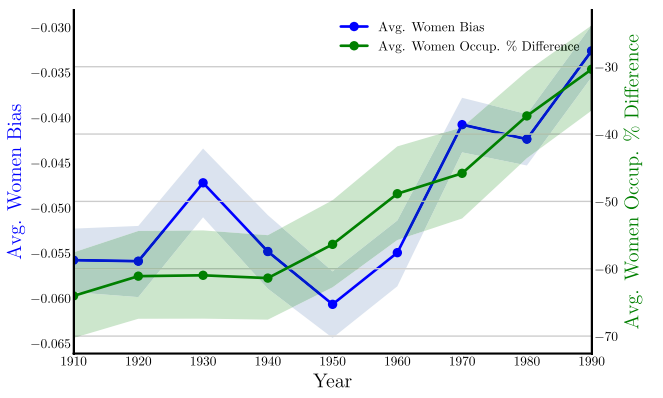 Avg. Women Bias
Avg. Women Occup. % Difference
−0.030
−0.035
−0.040
−0.045
−0.050
−0.055
−0.060
−0.065
−30
−40
−50
−60
−70
1910 1920 1930 1940 1950 1960 1970 1980 1990
Year
Avg. Women Bias
Avg. Women Occup. % Difference